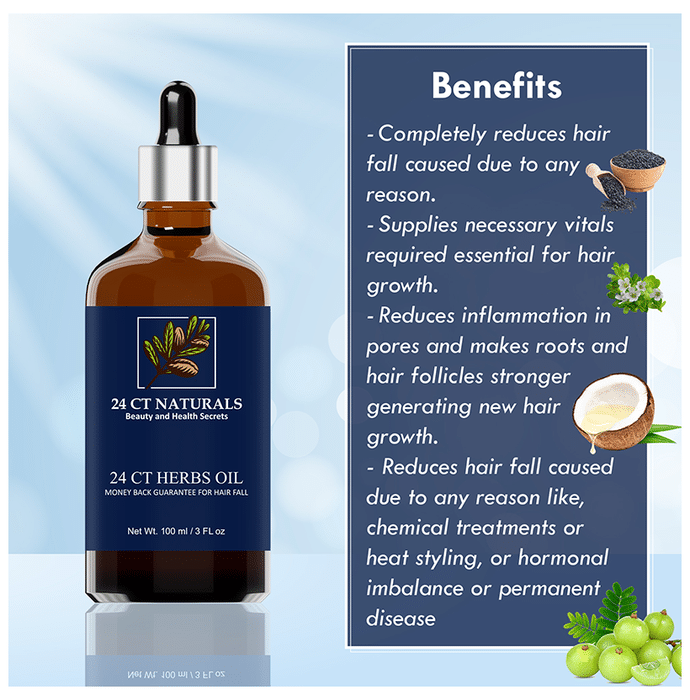 24 CT NATURALS
Beauty and Health Secrets
24 CT HERBS OIL
MONEY BACK GUARANTEE FOR HAIR FALL
Net Wt. 100 ml / 3 FL oz
Net Wt. 100 ml / 3 FL oz
Benefits
- Completely reduces hair
fall caused due to any
reason.
- Supplies necessary vitals
required essential for hair
growth.
- Reduces inflammation in
pores and makes roots and
hair follicles stronger
generating new hair
growth.
- Reduces hair fall caused
due to any reason like,
chemical treatments or
heat styling, or hormonal
imbalance or permanent
disease